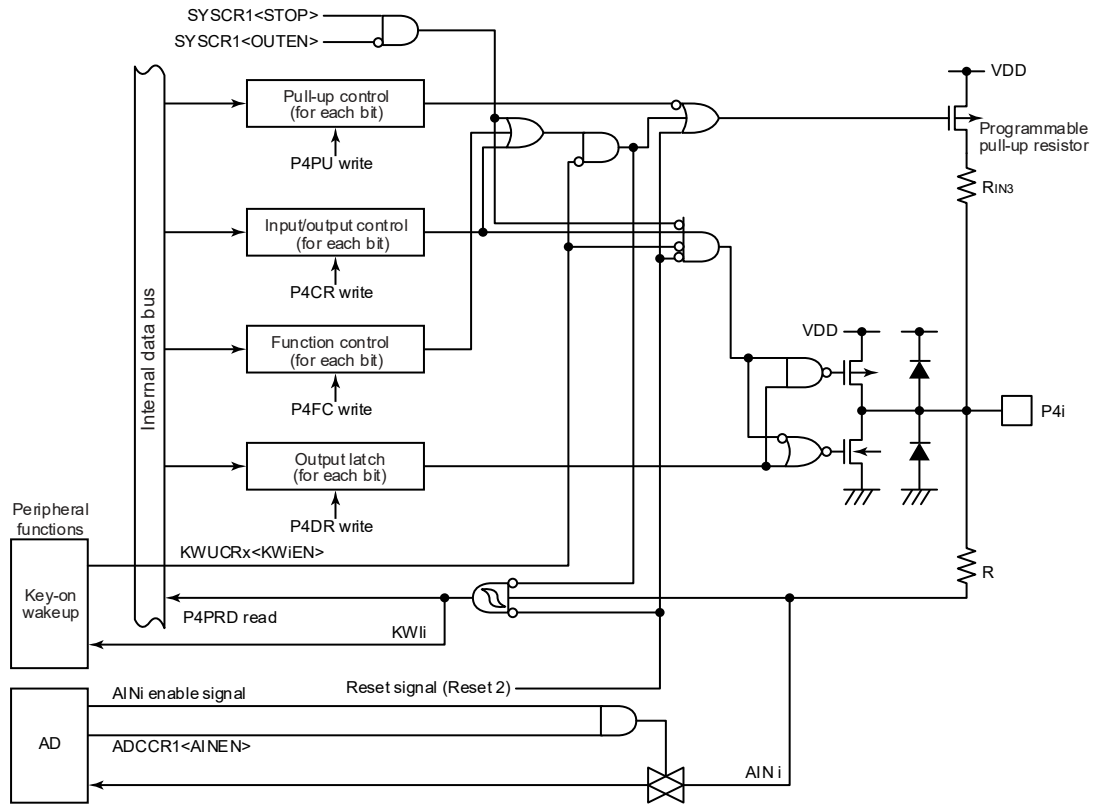 SYSCR1<STOP>
SYSCR1<OUTEN>
VDD
Pull-up control
(for each bit)
Programmable
pull-up resistor
P4PU write
RIN3
Input/output control
(for each bit)
P4CR write
Internal data bus
VDD
Function control
(for each bit)
P4FC write
P4i
Output latch
(for each bit)
P4DR write
Peripheral
functions
KWUCRx<KWiEN>
Key-on
wakeup
R
P4PRD read
KWIi
Reset signal (Reset 2)
AINi enable signal
AD
ADCCR1<AINEN>
AIN i